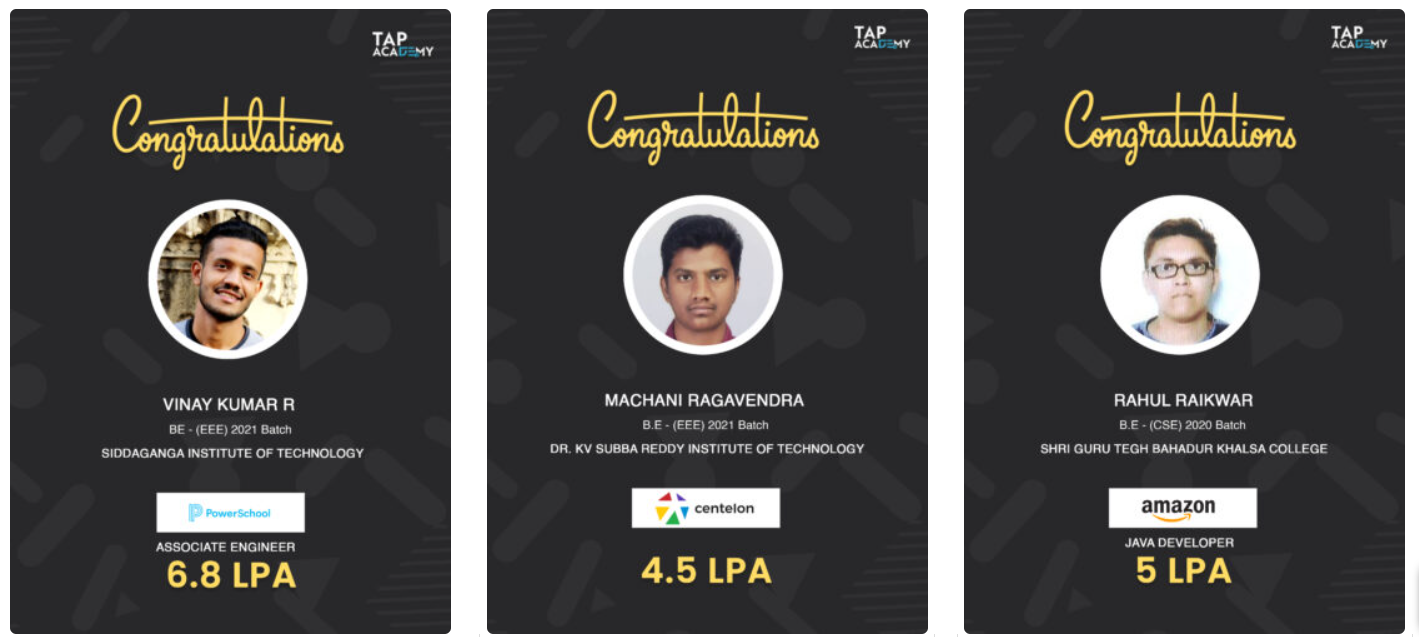 TAP
ACADEMY
Congratulations
VINAY KUMAR R
BE - (EEE) 2021 Batch
SIDDAGANGA INSTITUTE OF TECHNOLOGY
PowerSchool
ASSOCIATE ENGINEER
6.8 LPA
TAP
ACADEMY
Congratulations
MACHANI RAGAVENDRA
B.E - (EEE) 2021 Batch
DR. KV SUBBA REDDY INSTITUTE OF TECHNOLOGY
centelon
4.5 LPA
TAP
ACADEMY
Congratulations
RAHUL RAIKWAR
B.E - (CSE) 2020 Batch
SHRI GURU TEGH BAHADUR KHALSA COLLEGE
amazon
JAVA DEVELOPER
5 LPA